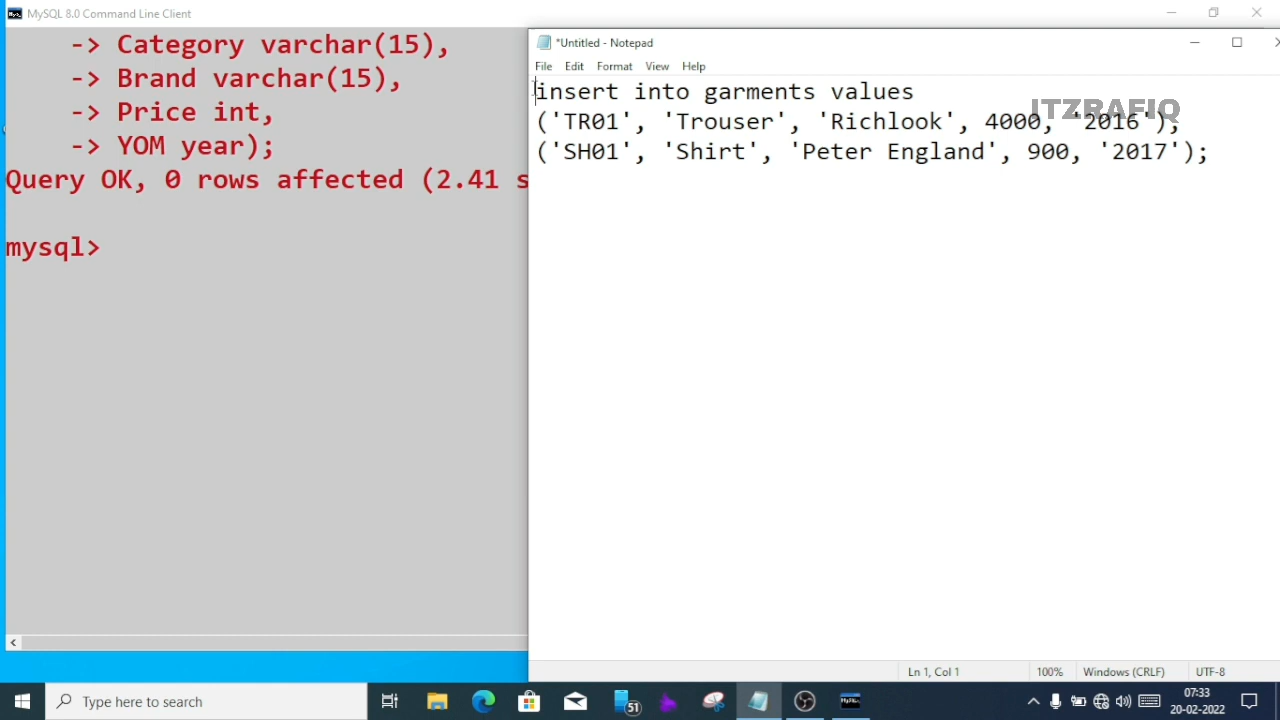 MySQL 8.0 Command Line Client
-> Category varchar(15),
-> Brand varchar(15),
-> Price int,
-> YOM year);
Query OK, 0 rows affected (2.41 s
mysql>
*Untitled - Notepad
File Edit Format View Help
insert into garments values
('TR01', 'Trouser', 'Richlook', 4000, '2016');
('SH01', 'Shirt', 'Peter England', 900, '2017');
ITZRAFIQ
Ln 1, Col 1 100% Windows (CRLF) UTF-8
Type here to search
51
07:33
20-02-2022